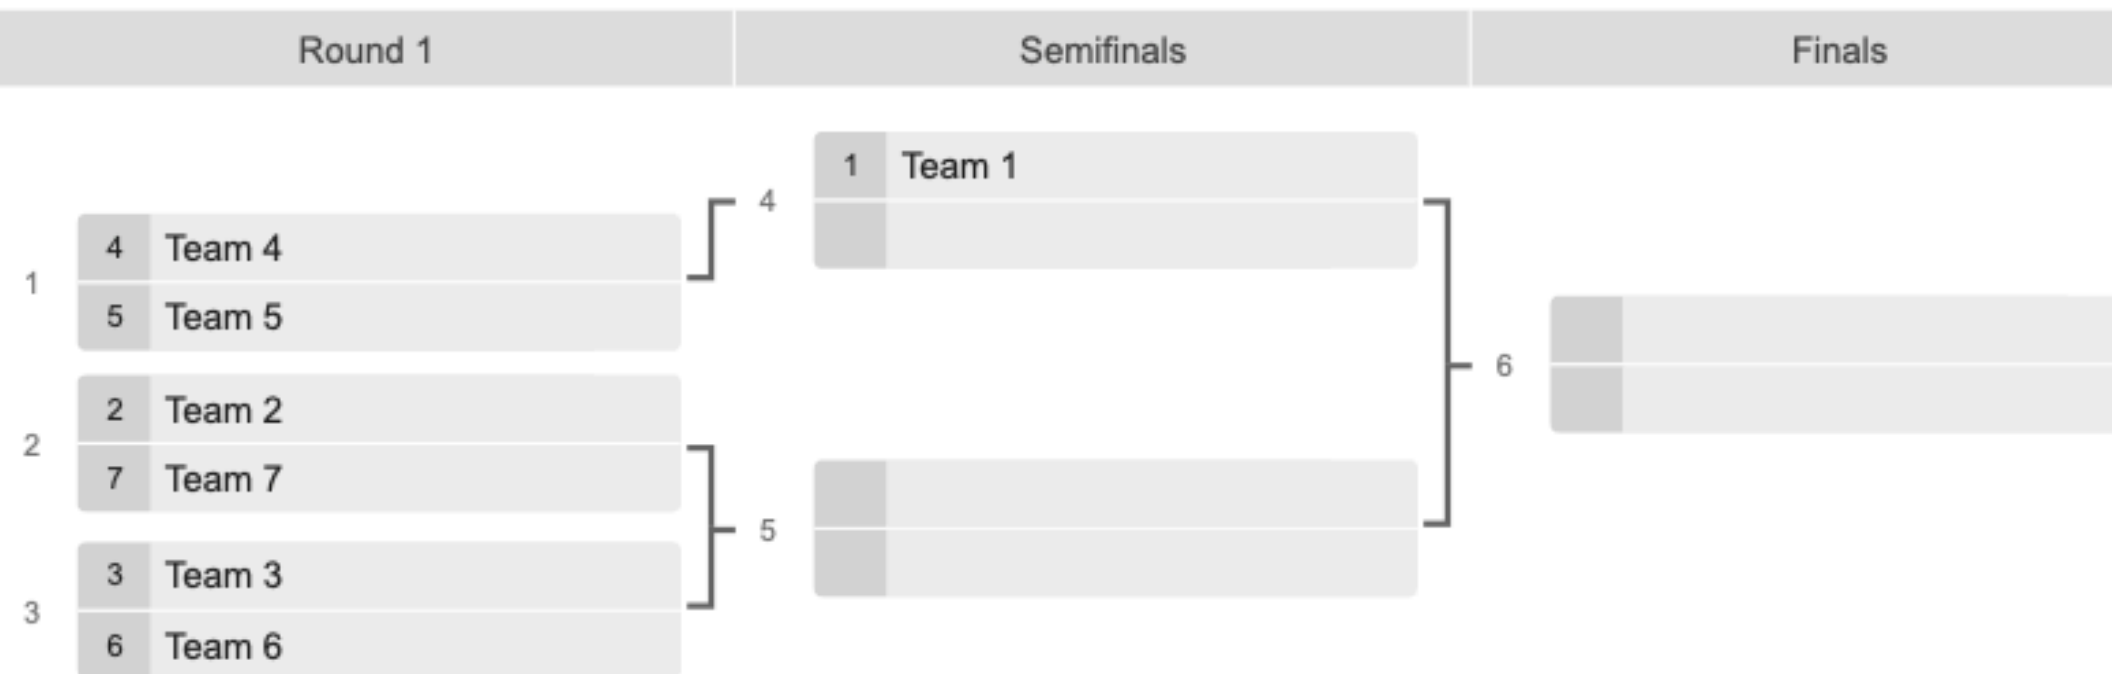 Round 1
Semifinals
Finals
1
4 Team 4
5 Team 5
2
2 Team 2
7 Team 7
3
3 Team 3
6 Team 6
4
1 Team 1
5
6